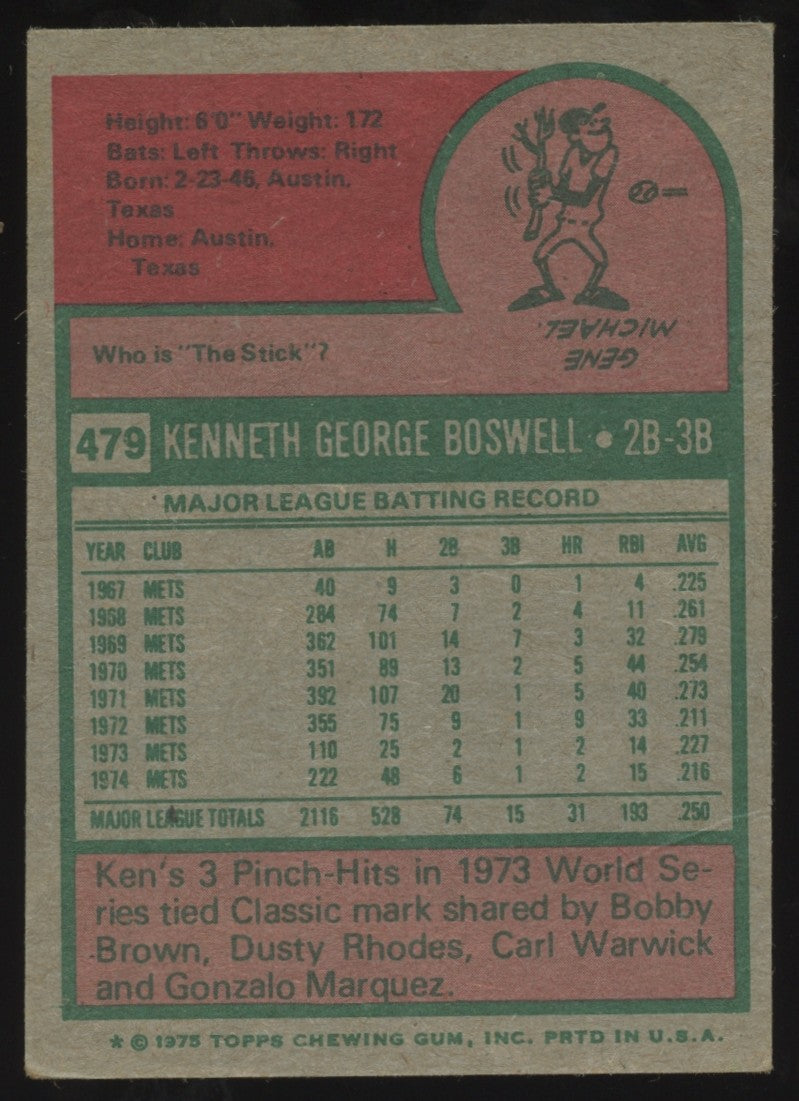 Height: 6'0" Weight: 172
Bats: Left Throws: Right
Born: 2-23-46, Austin,
Texas
Home: Austin,
Texas
Who is "The Stick"?
GENE
MICHAEL
479 KENNETH GEORGE BOSWELL • 2B-3B
MAJOR LEAGUE BATTING RECORD
YEAR CLUB AB H 2B 3B HR RBI AVG
1967 METS 40 9 3 0 1 4 .225
1968 METS 284 74 7 2 4 11 .261
1969 METS 362 101 14 7 3 32 .279
1970 METS 351 89 13 2 5 44 .254
1971 METS 392 107 20 1 5 40 .273
1972 METS 355 75 9 1 9 33 .211
1973 METS 110 25 2 1 2 14 .227
1974 METS 222 48 6 1 2 15 .216
MAJOR LEAGUE TOTALS 2116 528 74 15 31 193 .250
Ken's 3 Pinch-Hits in 1973 World Se-
ries tied Classic mark shared by Bobby
Brown, Dusty Rhodes, Carl Warwick
and Gonzalo Marquez.
* © 1975 TOPPS CHEWING GUM, INC. PRTD IN U.S.A.